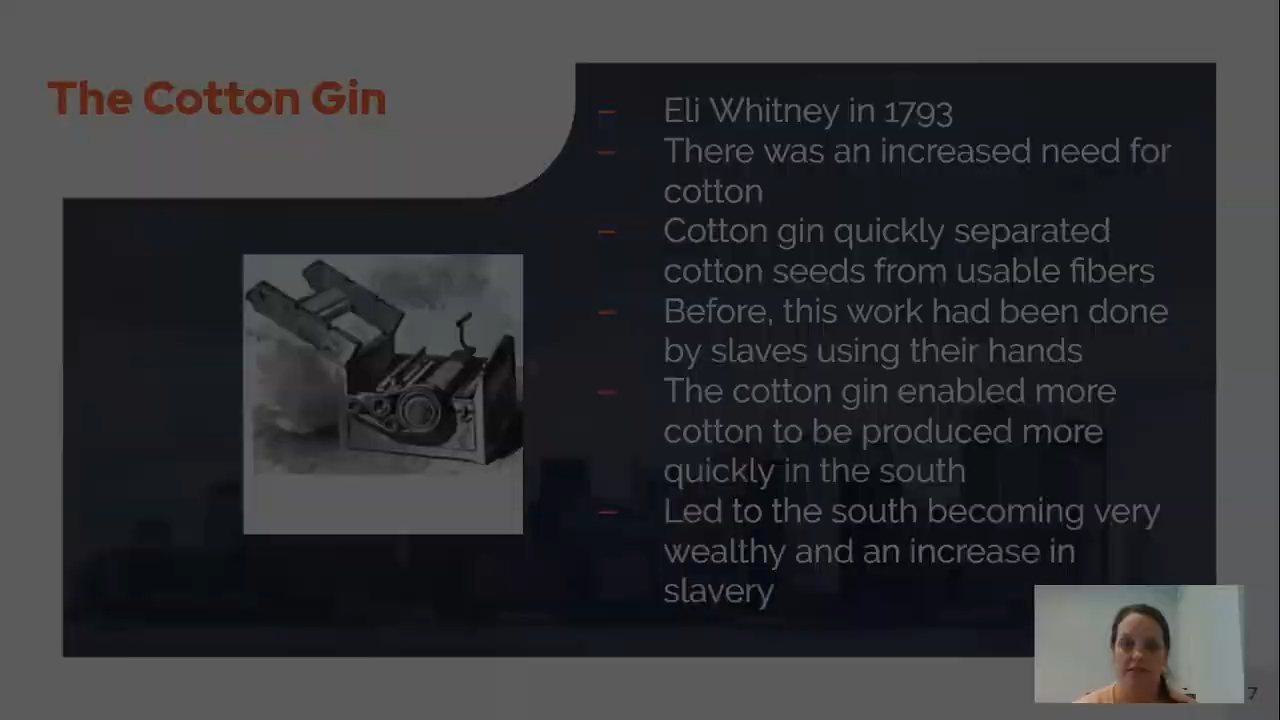 The Cotton Gin
– Eli Whitney in 1793
– There was an increased need for
cotton
– Cotton gin quickly separated
cotton seeds from usable fibers
– Before, this work had been done
by slaves using their hands
– The cotton gin enabled more
cotton to be produced more
quickly in the south
– Led to the south becoming very
wealthy and an increase in
slavery
7